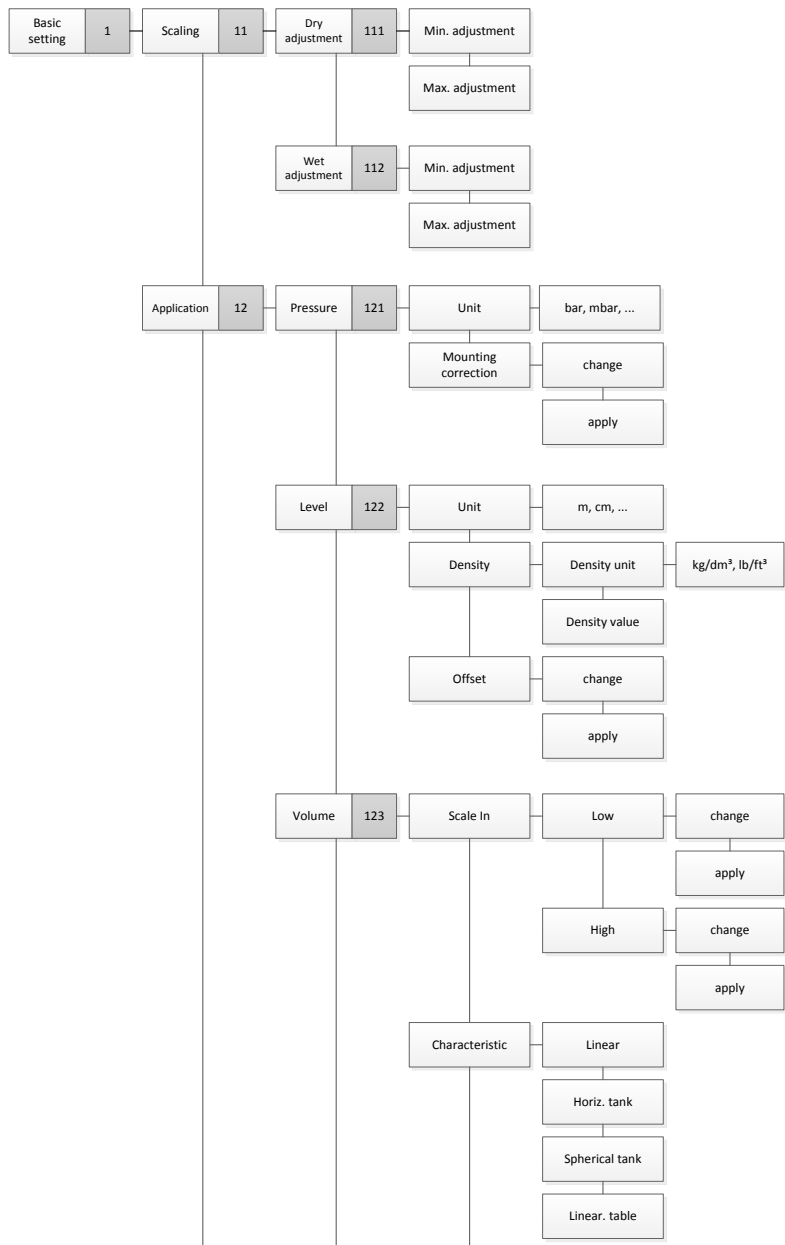 Basic
setting
1
Scaling
11
Dry
adjustment
111
Min. adjustment
Max. adjustment
Wet
adjustment
112
Min. adjustment
Max. adjustment
Application
12
Pressure
121
Unit
bar, mbar, ...
Mounting
correction
change
apply
Level
122
Unit
m, cm, ...
Density
Density unit
kg/dm³, lb/ft³
Density value
Offset
change
apply
Volume
123
Scale In
Low
change
apply
High
change
apply
Characteristic
Linear
Horiz. tank
Spherical tank
Linear. table